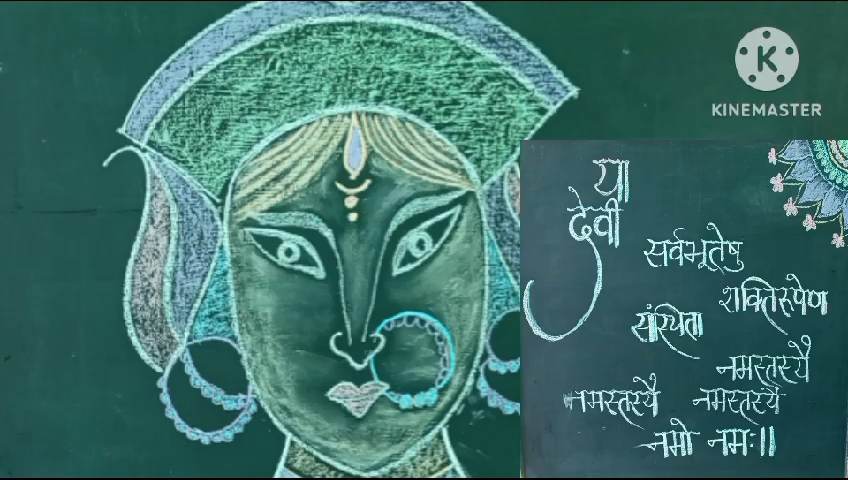 KINEMASTER
या
देवी
सर्वभूतेषु
शक्तिरुपेण
संस्थिता
नमस्तस्यै
नमस्तस्यै नमस्तस्यै
नमो नमः॥